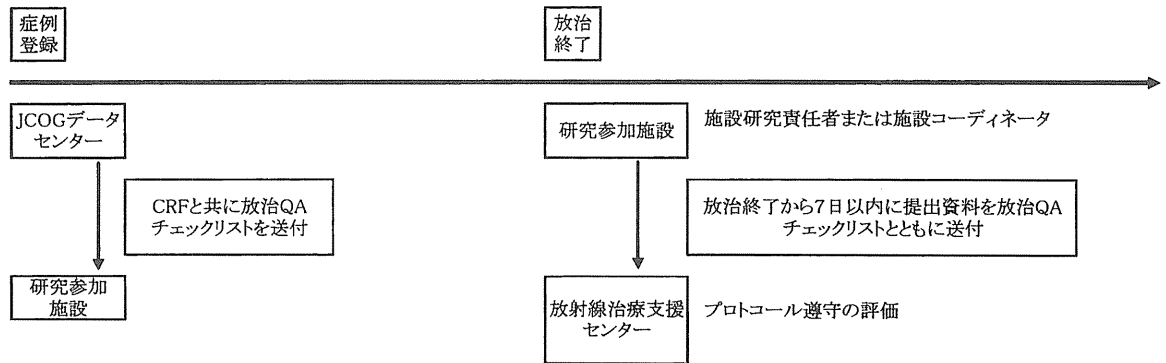 症例
登録
放治
終了
JCOGデータ
センター
研究参加施設
施設研究責任者または施設コーディネータ
CRFと共に放治QA
チェックリストを送付
放治終了から7日以内に提出資料を放治QA
チェックリストとともに送付
研究参加
施設
放射線治療支援
センター
プロトコール遵守の評価